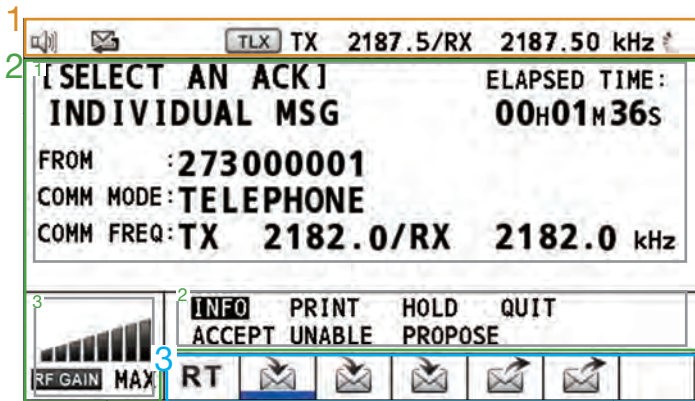 1
TLX TX 2187.5/RX 2187.50 kHz
2
1
[SELECT AN ACK] ELAPSED TIME:
INDIVIDUAL MSG 00H01M36S
FROM :273000001
COMM MODE:TELEPHONE
COMM FREQ:TX 2182.0/RX 2182.0 kHz
3
2
INFO PRINT HOLD QUIT
ACCEPT UNABLE PROPOSE
3
RF GAIN MAX RT